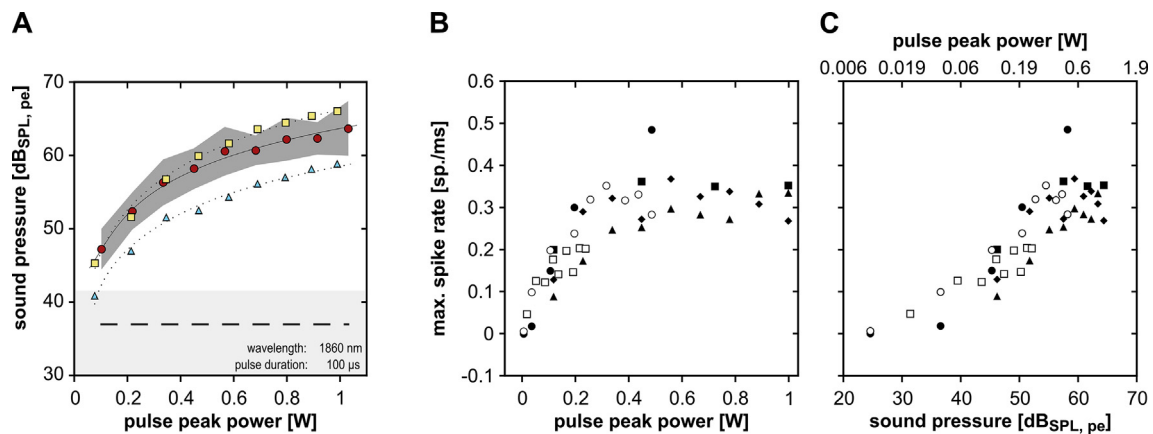 A
B
C
70
60
50
40
30
sound pressure [dBSPL, pe]
wavelength: 1860 nm
pulse duration: 100 µs
0 0.2 0.4 0.6 0.8 1
pulse peak power [W]
0.6
0.5
0.4
0.3
0.2
0.1
0
-0.1
max. spike rate [sp./ms]
0 0.2 0.4 0.6 0.8 1
pulse peak power [W]
pulse peak power [W]
0.006 0.019 0.06 0.19 0.6 1.9
20 30 40 50 60 70
sound pressure [dBSPL, pe]